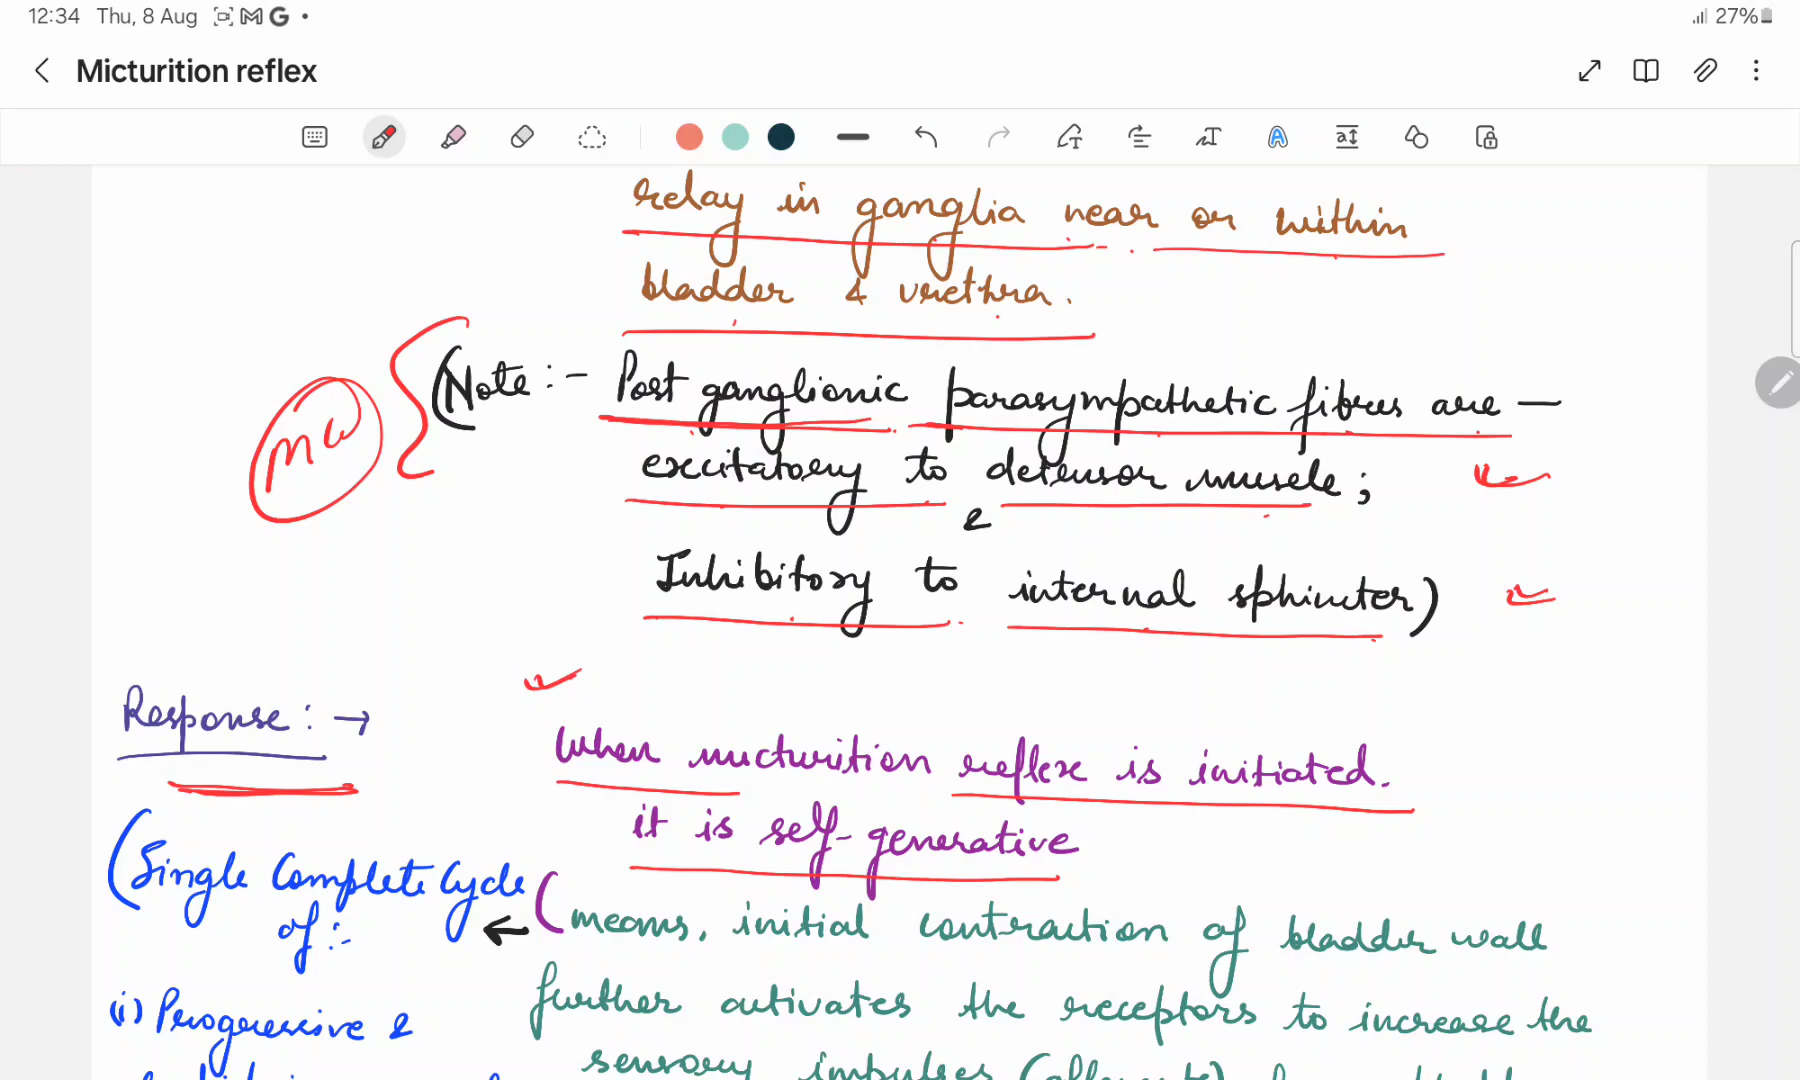 12:34 Thu, 8 Aug 27%
Micturition reflex
relay in ganglia near or within
bladder & urethra.
(Note:- Post ganglionic parasympathetic fibres are —
excitatory to detrusor muscle;
&
Inhibitory to internal sphincter)
Response: →
When micturition reflex is initiated.
it is self-generative
(Single Complete Cycle
of :-
← (means, initial contraction of bladder wall
(i) Progressive &
further activates the receptors to increase the
sensory impulses